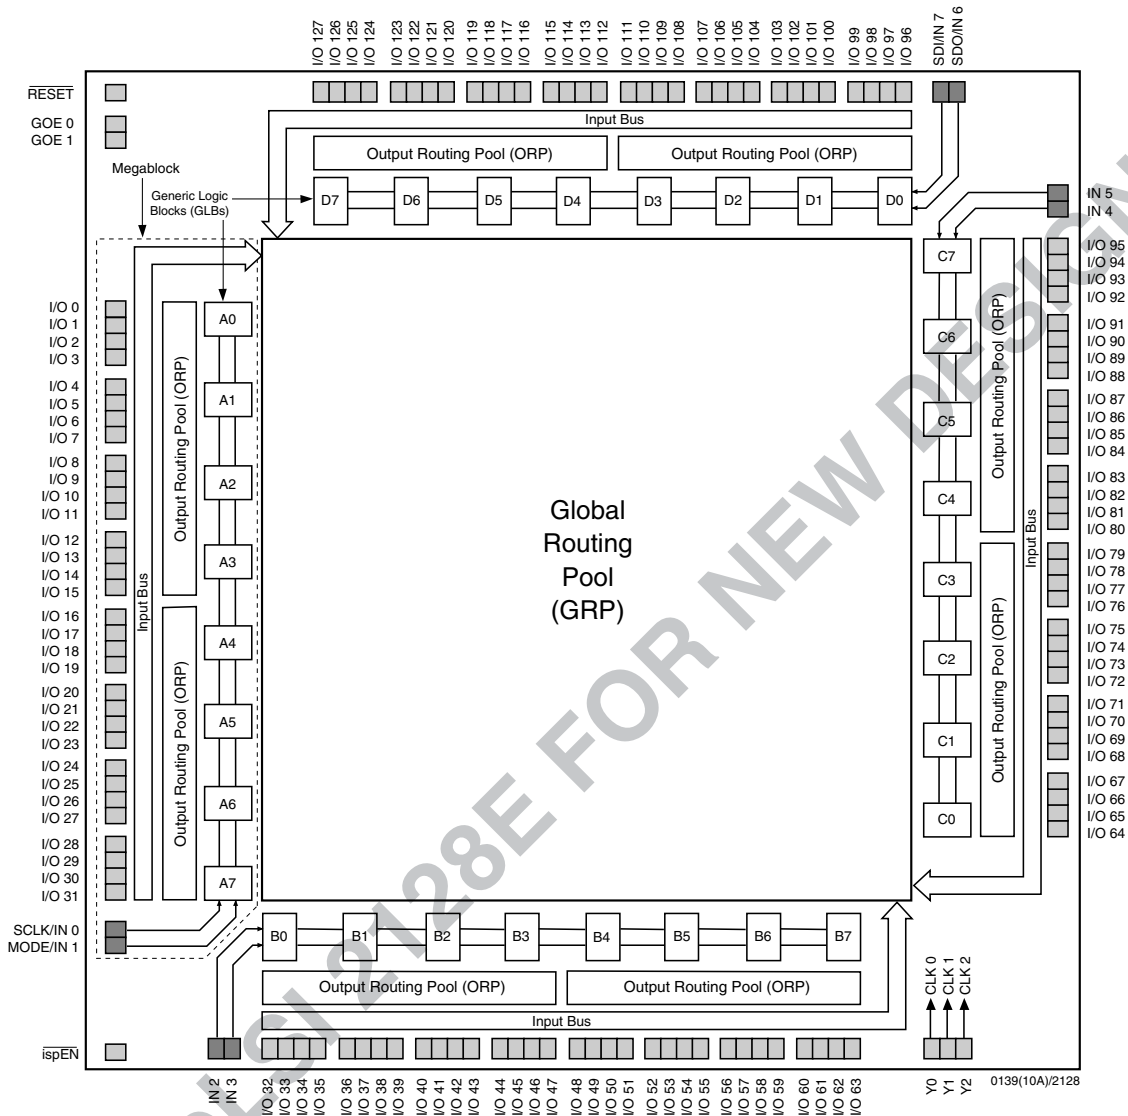 I/O 127
I/O 126
I/O 125
I/O 124
I/O 123
I/O 122
I/O 121
I/O 120
I/O 119
I/O 118
I/O 117
I/O 116
I/O 115
I/O 114
I/O 113
I/O 112
I/O 111
I/O 110
I/O 109
I/O 108
I/O 107
I/O 106
I/O 105
I/O 104
I/O 103
I/O 102
I/O 101
I/O 100
I/O 99
I/O 98
I/O 97
I/O 96
SDI/IN 7
SDO/IN 6
RESET
GOE 0
GOE 1
Input Bus
Output Routing Pool (ORP)
Output Routing Pool (ORP)
Megablock
Generic Logic
Blocks (GLBs)
D7
D6
D5
D4
D3
D2
D1
D0
IN 5
IN 4
I/O 0
I/O 1
I/O 2
I/O 3
I/O 4
I/O 5
I/O 6
I/O 7
I/O 8
I/O 9
I/O 10
I/O 11
I/O 12
I/O 13
I/O 14
I/O 15
I/O 16
I/O 17
I/O 18
I/O 19
I/O 20
I/O 21
I/O 22
I/O 23
I/O 24
I/O 25
I/O 26
I/O 27
I/O 28
I/O 29
I/O 30
I/O 31
SCLK/IN 0
MODE/IN 1
Input Bus
Output Routing Pool (ORP)
Output Routing Pool (ORP)
A0
A1
A2
A3
A4
A5
A6
A7
Global
Routing
Pool
(GRP)
C7
C6
C5
C4
C3
C2
C1
C0
Output Routing Pool (ORP)
Output Routing Pool (ORP)
Input Bus
I/O 95
I/O 94
I/O 93
I/O 92
I/O 91
I/O 90
I/O 89
I/O 88
I/O 87
I/O 86
I/O 85
I/O 84
I/O 83
I/O 82
I/O 81
I/O 80
I/O 79
I/O 78
I/O 77
I/O 76
I/O 75
I/O 74
I/O 73
I/O 72
I/O 71
I/O 70
I/O 69
I/O 68
I/O 67
I/O 66
I/O 65
I/O 64
B0
B1
B2
B3
B4
B5
B6
B7
Output Routing Pool (ORP)
Output Routing Pool (ORP)
Input Bus
CLK 0
CLK 1
CLK 2
ispEN
IN 2
IN 3
I/O 32
I/O 33
I/O 34
I/O 35
I/O 36
I/O 37
I/O 38
I/O 39
I/O 40
I/O 41
I/O 42
I/O 43
I/O 44
I/O 45
I/O 46
I/O 47
I/O 48
I/O 49
I/O 50
I/O 51
I/O 52
I/O 53
I/O 54
I/O 55
I/O 56
I/O 57
I/O 58
I/O 59
I/O 60
I/O 61
I/O 62
I/O 63
Y0
Y1
Y2
0139(10A)/2128
LSI 2128E FOR NEW DESIGN